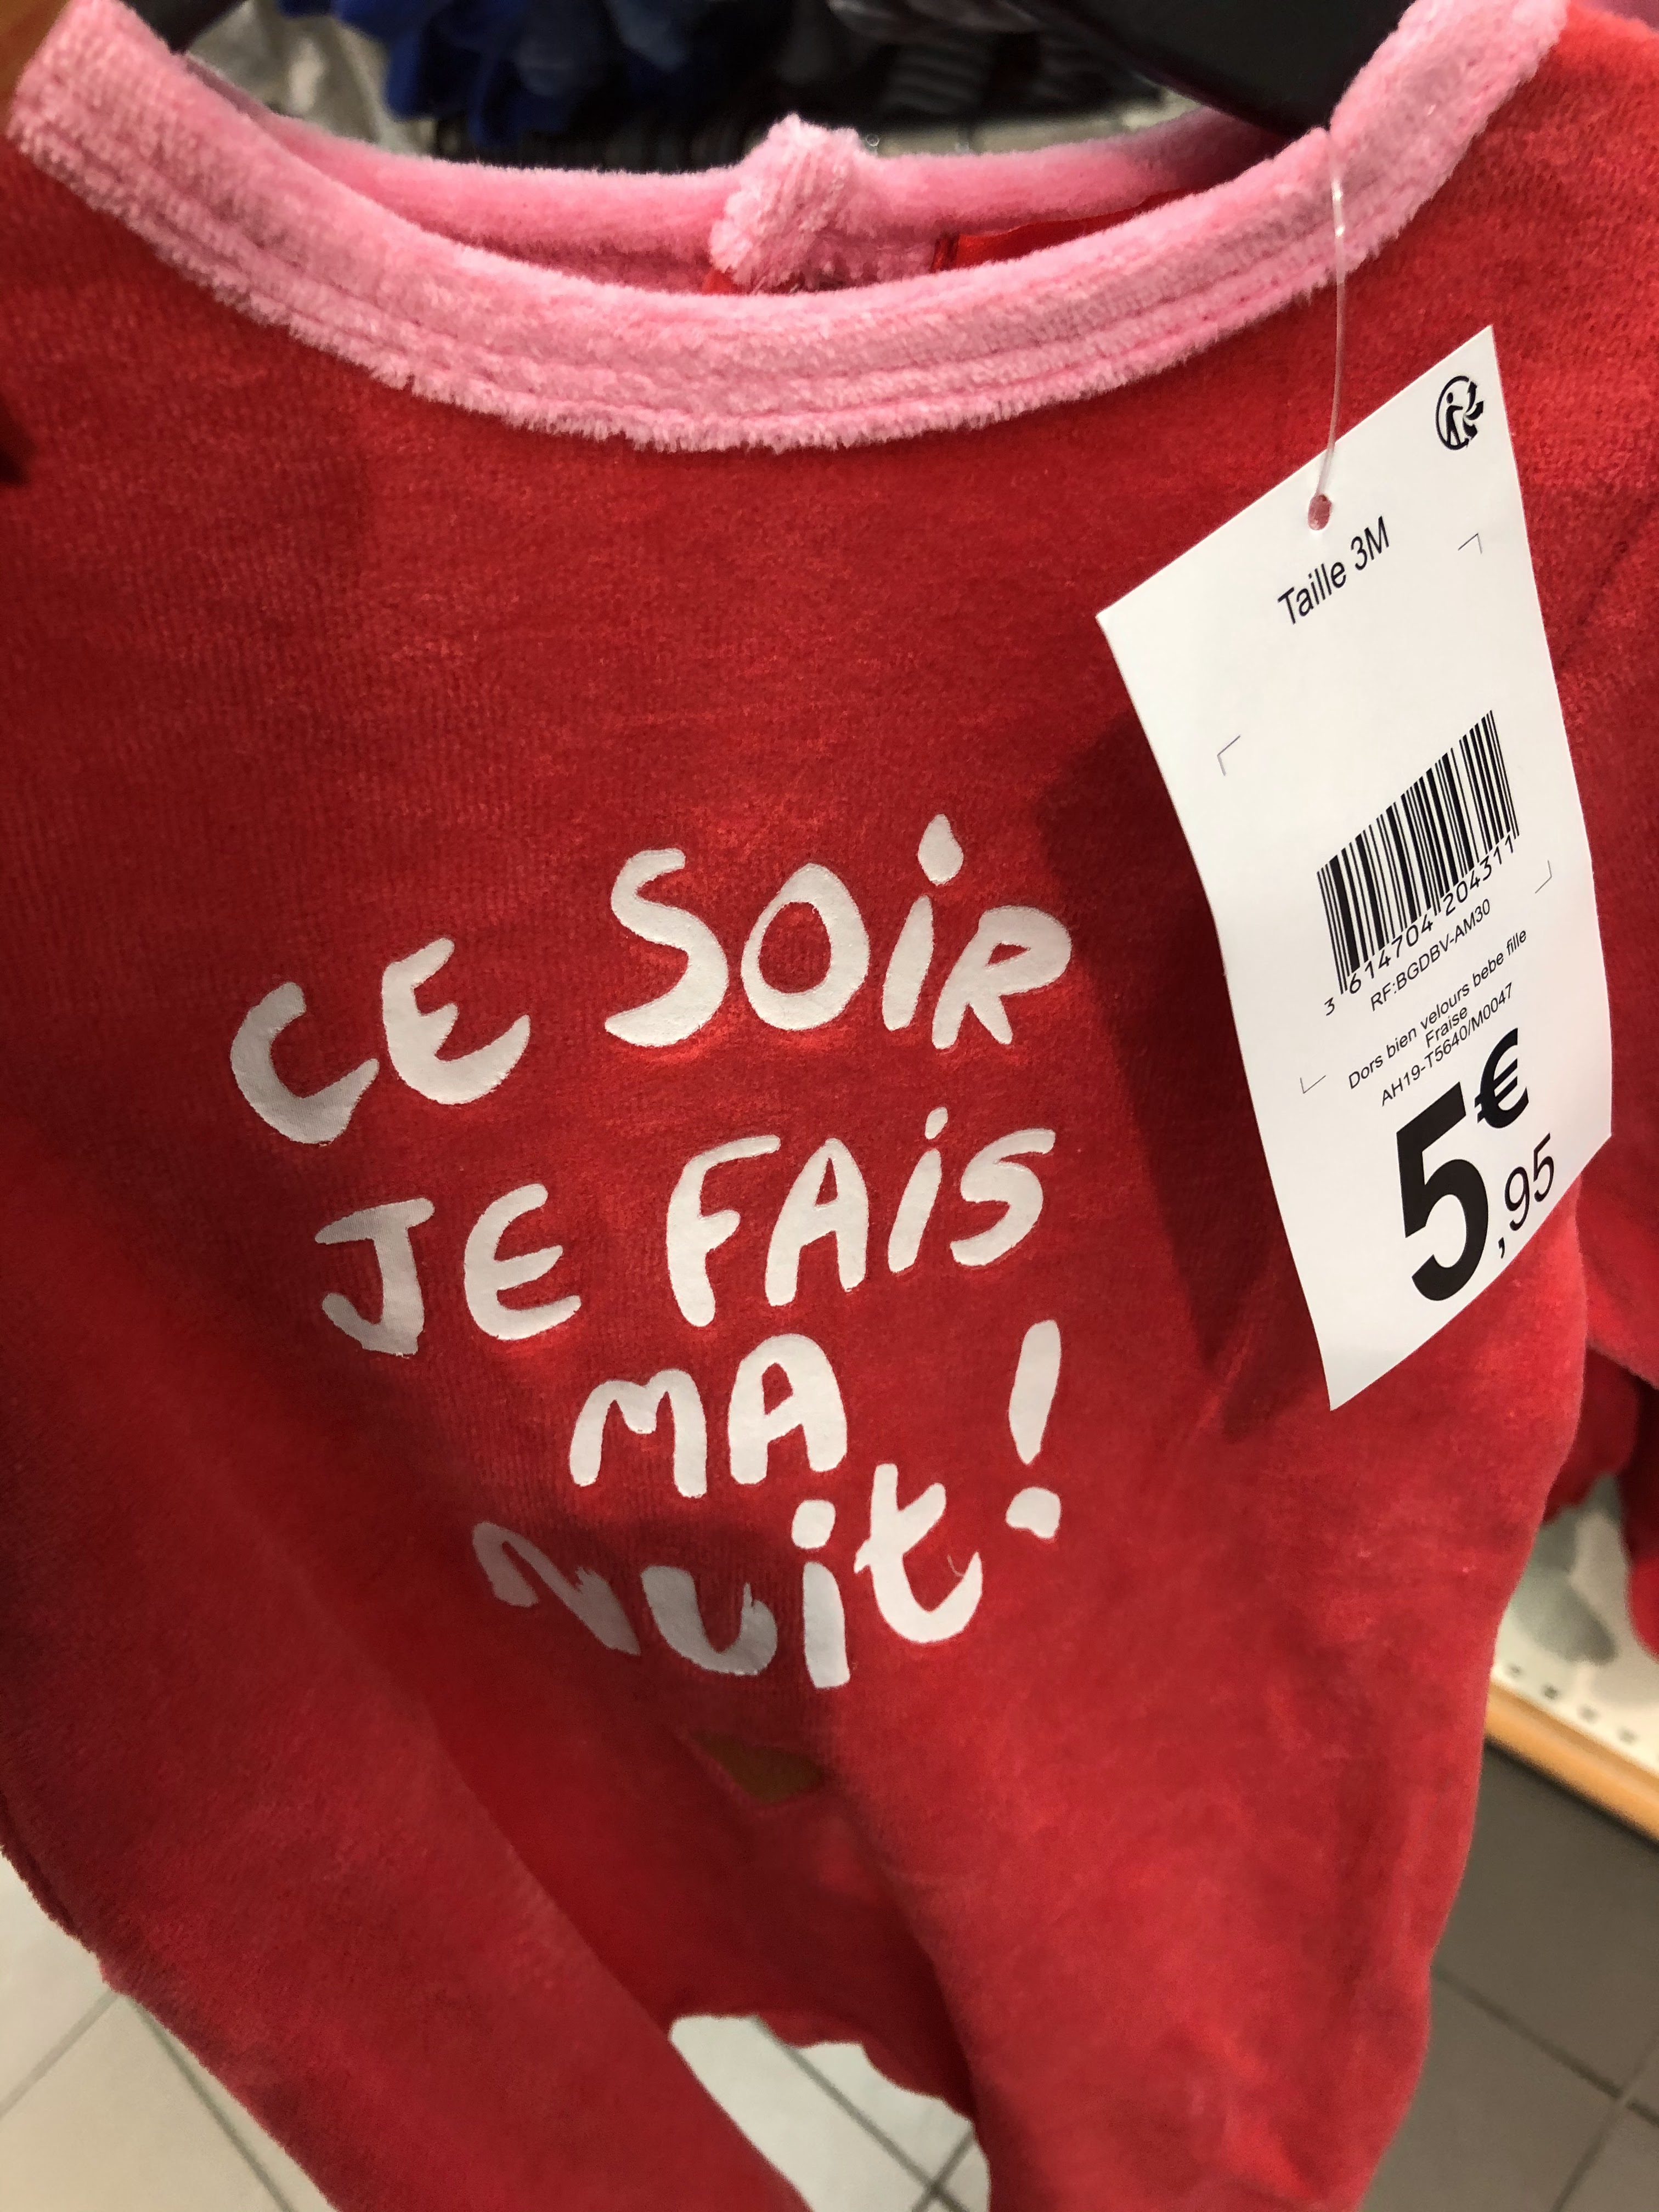 CE SOiR
JE FAiS
MA
NUit !
Taille 3M
3 614704 204311
RF:BGDBV-AM30
Dors bien velours bebe fille
Fraise
AH19-T5640/M0047
5€,95